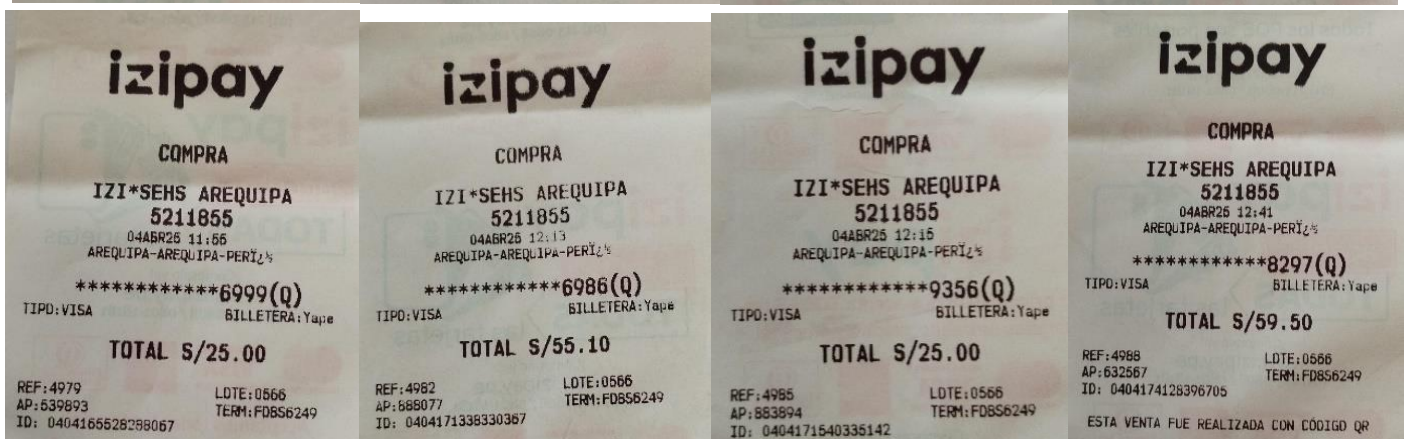 izipay
COMPRA
IZI*SEHS AREQUIPA
5211855
04ABR25 11:56
AREQUIPA-AREQUIPA-PERÏ¿½
************6999(Q)
TIPO:VISA BILLETERA:Yape
TOTAL S/25.00
REF:4979 LOTE:0566
AP:539893 TERM:FD8S6249
ID: 0404165528288067
izipay
COMPRA
IZI*SEHS AREQUIPA
5211855
04ABR25 12:13
AREQUIPA-AREQUIPA-PERÏ¿½
************6986(Q)
TIPO:VISA BILLETERA:Yape
TOTAL S/55.10
REF:4982 LOTE:0566
AP:888077 TERM:FD8S6249
ID: 0404171338330367
izipay
COMPRA
IZI*SEHS AREQUIPA
5211855
04ABR25 12:15
AREQUIPA-AREQUIPA-PERÏ¿½
************9356(Q)
TIPO:VISA BILLETERA:Yape
TOTAL S/25.00
REF:4985 LOTE:0566
AP:883894 TERM:FD8S6249
ID: 0404171540335142
izipay
COMPRA
IZI*SEHS AREQUIPA
5211855
04ABR25 12:41
AREQUIPA-AREQUIPA-PERÏ¿½
************8297(Q)
TIPO:VISA BILLETERA:Yape
TOTAL S/59.50
REF:4988 LOTE:0566
AP:632567 TERM:FD8S6249
ID: 0404174128396705
ESTA VENTA FUE REALIZADA CON CÓDIGO QR